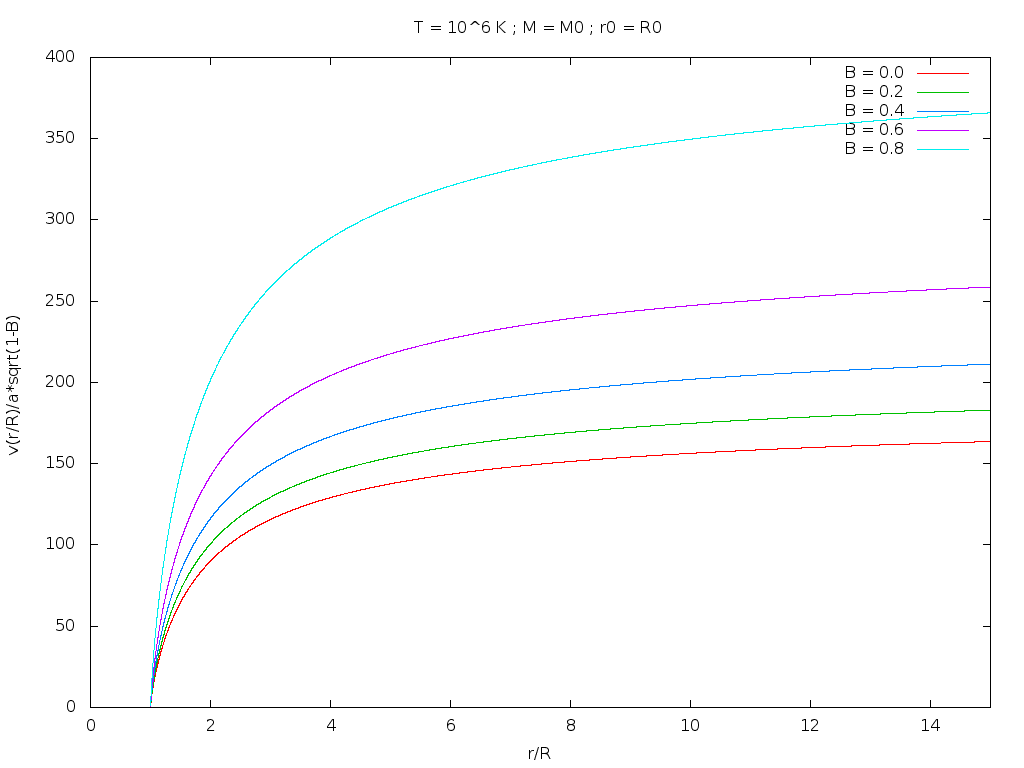 T = 10^6 K ; M = M0 ; r0 = R0
400
350
300
250
200
150
100
50
0
v(r/R)/a*sqrt(1-B)
B = 0.0
B = 0.2
B = 0.4
B = 0.6
B = 0.8
0 2 4 6 8 10 12 14
r/R